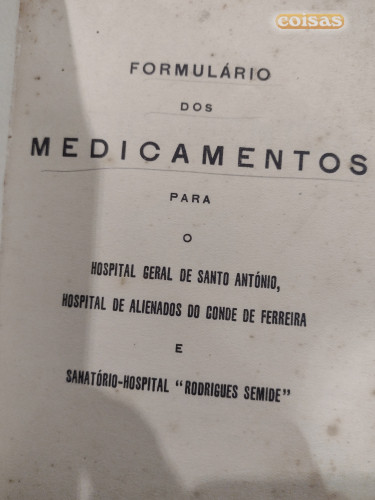 coisas
FORMULÁRIO
DOS
MEDICAMENTOS
PARA
O
HOSPITAL GERAL DE SANTO ANTÓNIO,
HOSPITAL DE ALIENADOS DO CONDE DE FERREIRA
E
SANATÓRIO-HOSPITAL "RODRIGUES SEMIDE"